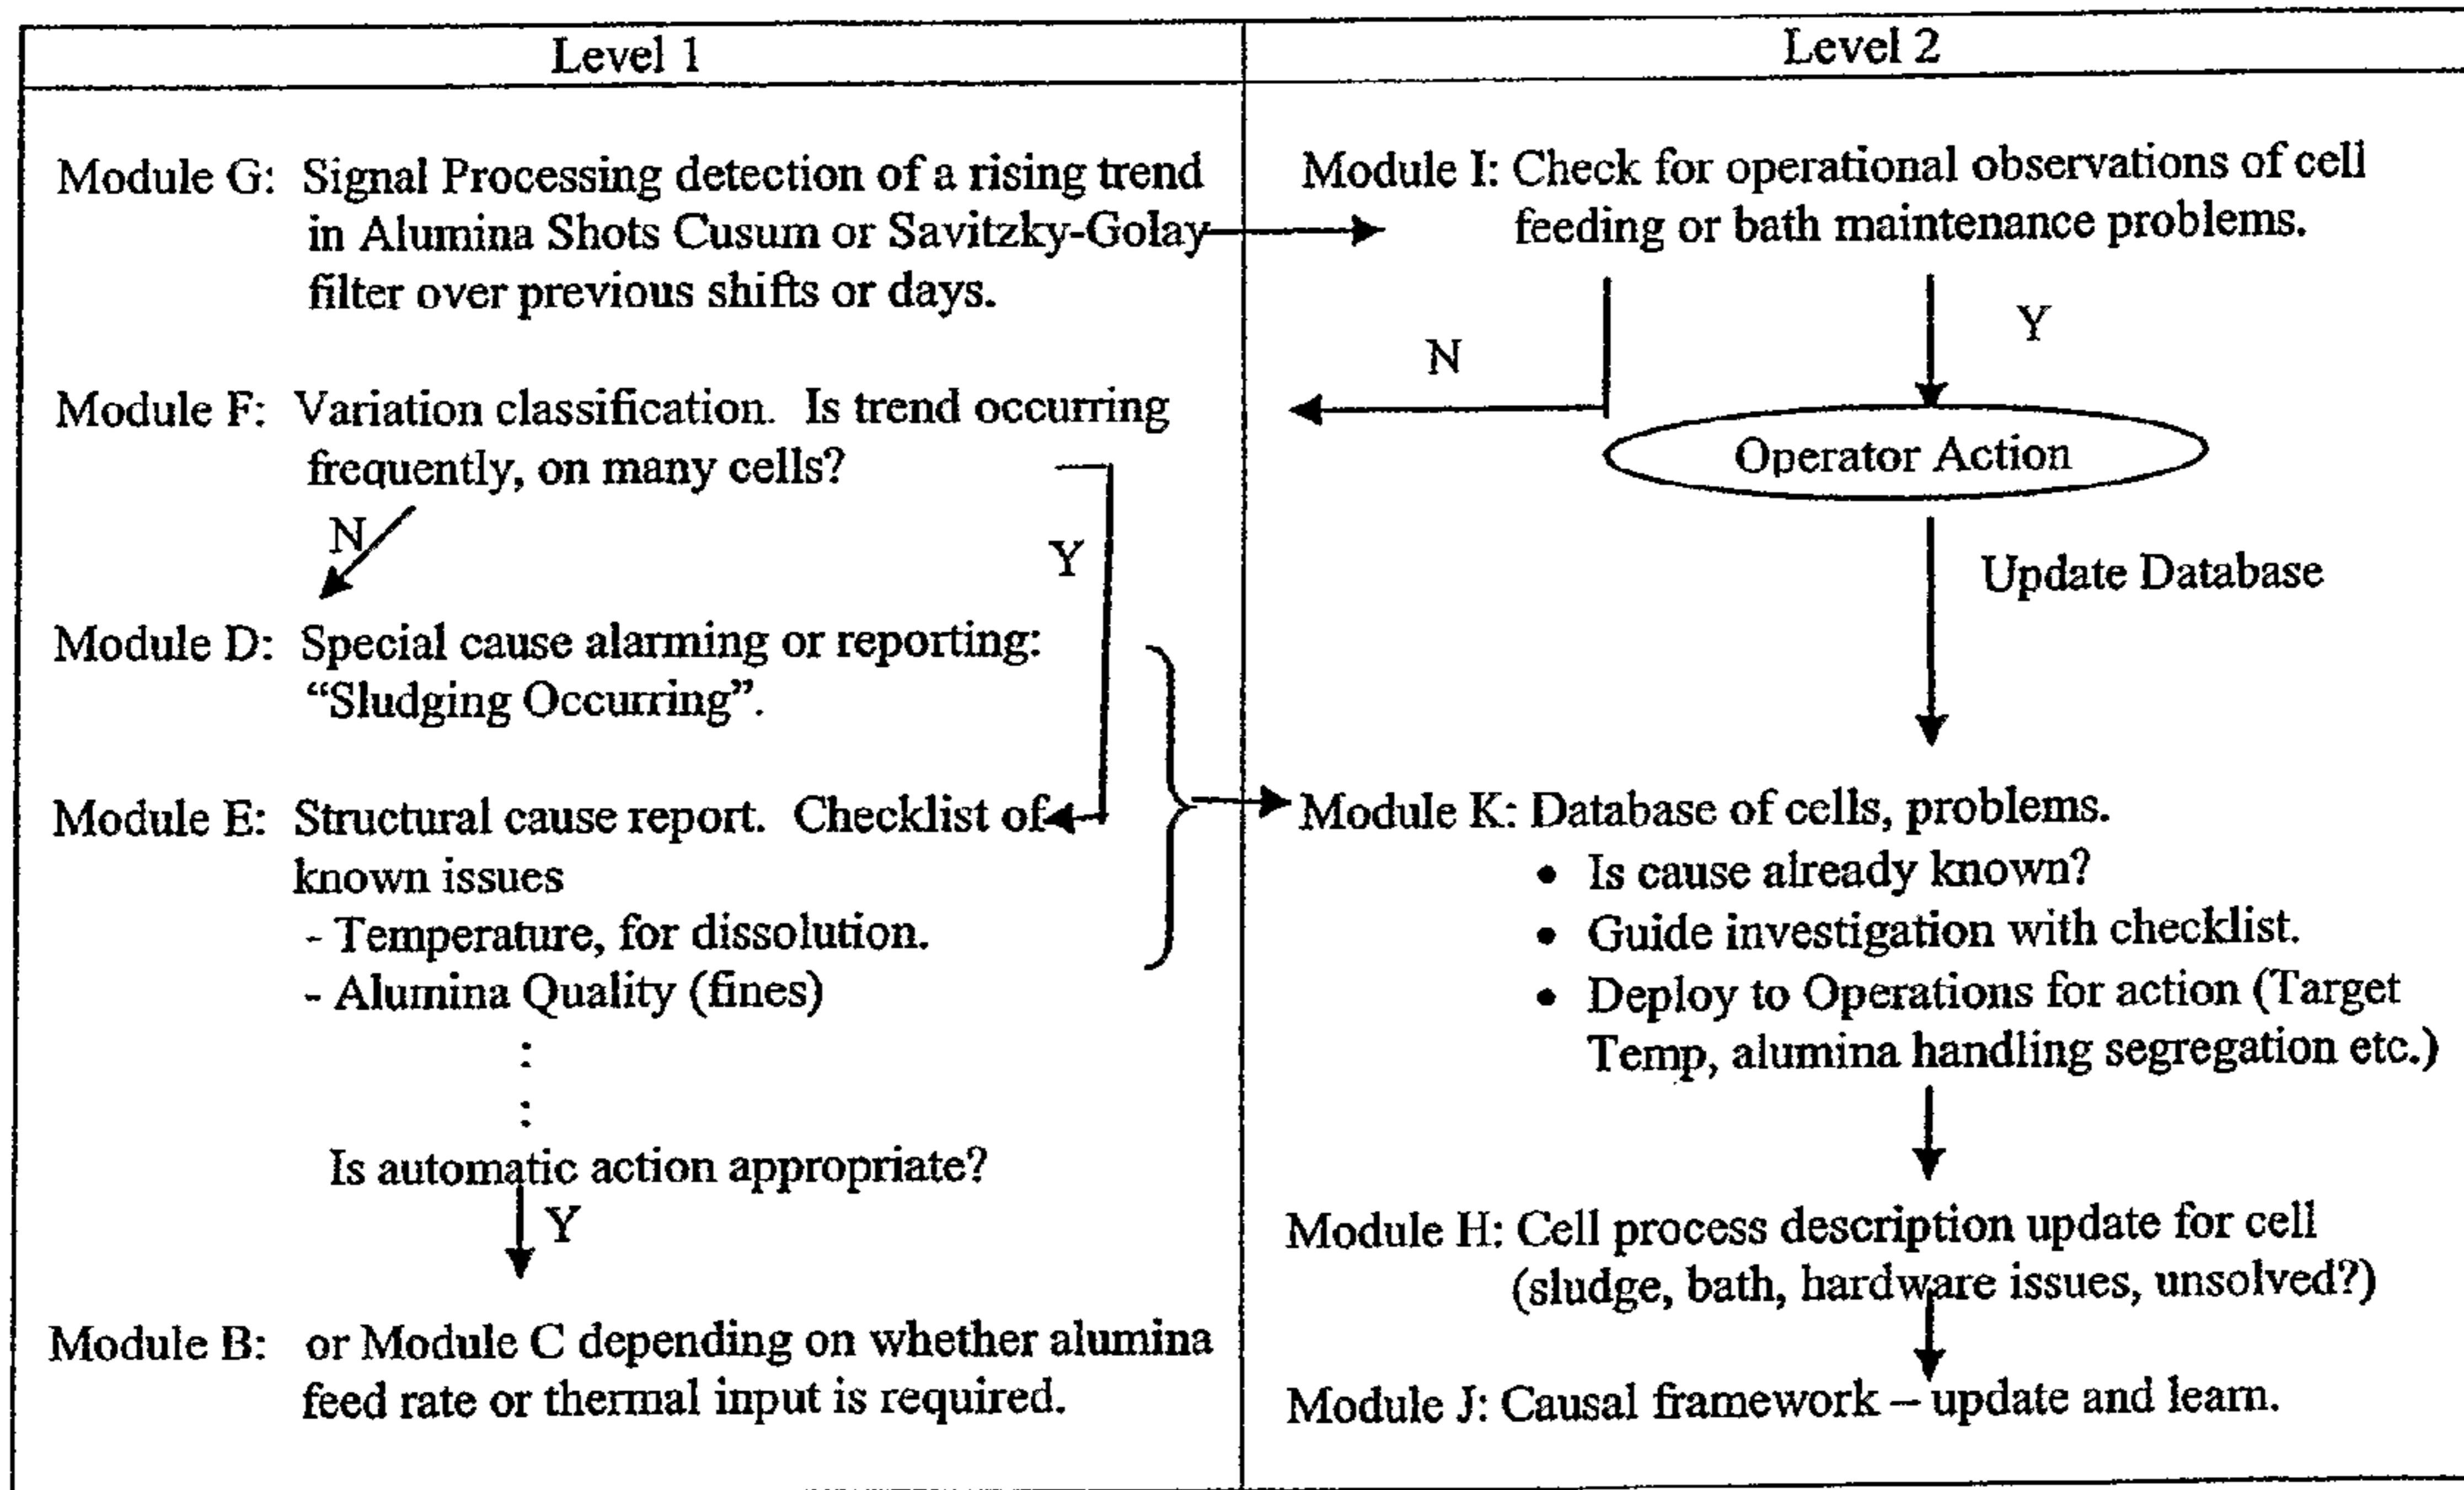 Level 1
Level 2
Module G: Signal Processing detection of a rising trend
in Alumina Shots Cusum or Savitzky-Golay
filter over previous shifts or days.
Module F: Variation classification. Is trend occurring
frequently, on many cells?
N
Y
Module D: Special cause alarming or reporting:
“Sludging Occurring”.
Module E: Structural cause report. Checklist of
known issues
- Temperature, for dissolution.
- Alumina Quality (fines)
:
:
Is automatic action appropriate?
Y
Module B: or Module C depending on whether alumina
feed rate or thermal input is required.
Module I: Check for operational observations of cell
feeding or bath maintenance problems.
N
Y
Operator Action
Update Database
Module K: Database of cells, problems.
• Is cause already known?
• Guide investigation with checklist.
• Deploy to Operations for action (Target
Temp, alumina handling segregation etc.)
Module H: Cell process description update for cell
(sludge, bath, hardware issues, unsolved?)
Module J: Causal framework – update and learn.